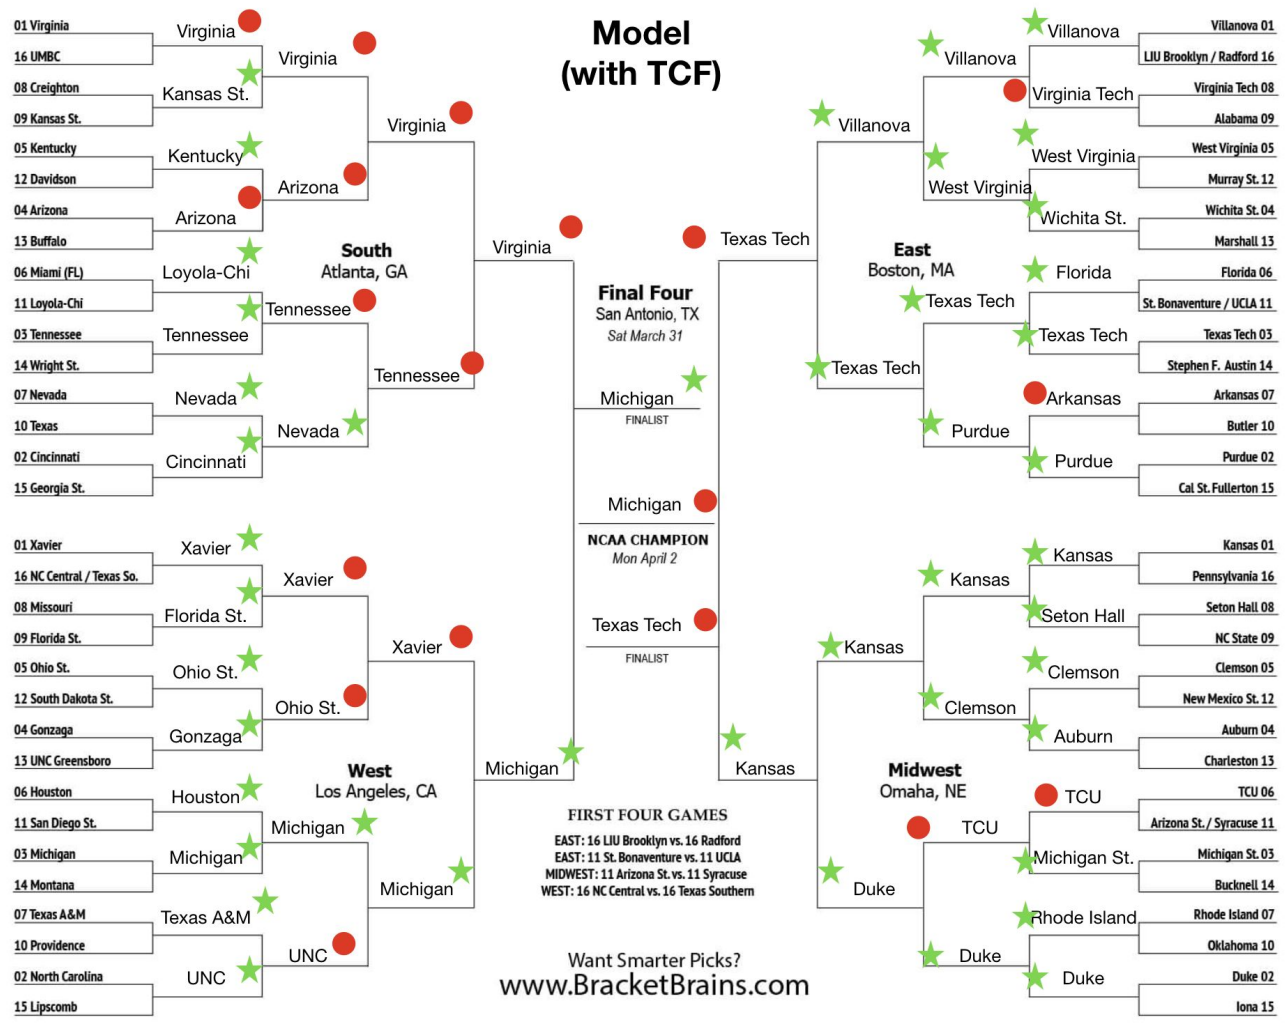 Model
(with TCF)
01 Virginia
16 UMBC
08 Creighton
09 Kansas St.
05 Kentucky
12 Davidson
04 Arizona
13 Buffalo
06 Miami (FL)
11 Loyola-Chi
03 Tennessee
14 Wright St.
07 Nevada
10 Texas
02 Cincinnati
15 Georgia St.
Virginia
Kansas St.
Kentucky
Arizona
Loyola-Chi
Tennessee
Nevada
Cincinnati
Virginia
Arizona
Tennessee
Nevada
Virginia
Tennessee
Virginia
South
Atlanta, GA
01 Xavier
16 NC Central / Texas So.
08 Missouri
09 Florida St.
05 Ohio St.
12 South Dakota St.
04 Gonzaga
13 UNC Greensboro
06 Houston
11 San Diego St.
03 Michigan
14 Montana
07 Texas A&M
10 Providence
02 North Carolina
15 Lipscomb
Xavier
Florida St.
Ohio St.
Gonzaga
Houston
Michigan
Texas A&M
UNC
Xavier
Ohio St.
Michigan
UNC
Xavier
Michigan
Michigan
West
Los Angeles, CA
Final Four
San Antonio, TX
Sat March 31
Michigan
FINALIST
Michigan
NCAA CHAMPION
Mon April 2
Texas Tech
FINALIST
Villanova 01
LIU Brooklyn / Radford 16
Virginia Tech 08
Alabama 09
West Virginia 05
Murray St. 12
Wichita St. 04
Marshall 13
Florida 06
St. Bonaventure / UCLA 11
Texas Tech 03
Stephen F. Austin 14
Arkansas 07
Butler 10
Purdue 02
Cal St. Fullerton 15
Villanova
Virginia Tech
West Virginia
Wichita St.
Florida
Texas Tech
Arkansas
Purdue
Villanova
West Virginia
Texas Tech
Purdue
Villanova
Texas Tech
Texas Tech
East
Boston, MA
Kansas 01
Pennsylvania 16
Seton Hall 08
NC State 09
Clemson 05
New Mexico St. 12
Auburn 04
Charleston 13
TCU 06
Arizona St. / Syracuse 11
Michigan St. 03
Bucknell 14
Rhode Island 07
Oklahoma 10
Duke 02
Iona 15
Kansas
Seton Hall
Clemson
Auburn
TCU
Michigan St.
Rhode Island
Duke
Kansas
Clemson
TCU
Duke
Kansas
Duke
Kansas
Midwest
Omaha, NE
FIRST FOUR GAMES
EAST: 16 LIU Brooklyn vs. 16 Radford
EAST: 11 St. Bonaventure vs. 11 UCLA
MIDWEST: 11 Arizona St. vs. 11 Syracuse
WEST: 16 NC Central vs. 16 Texas Southern
Want Smarter Picks?
www.BracketBrains.com